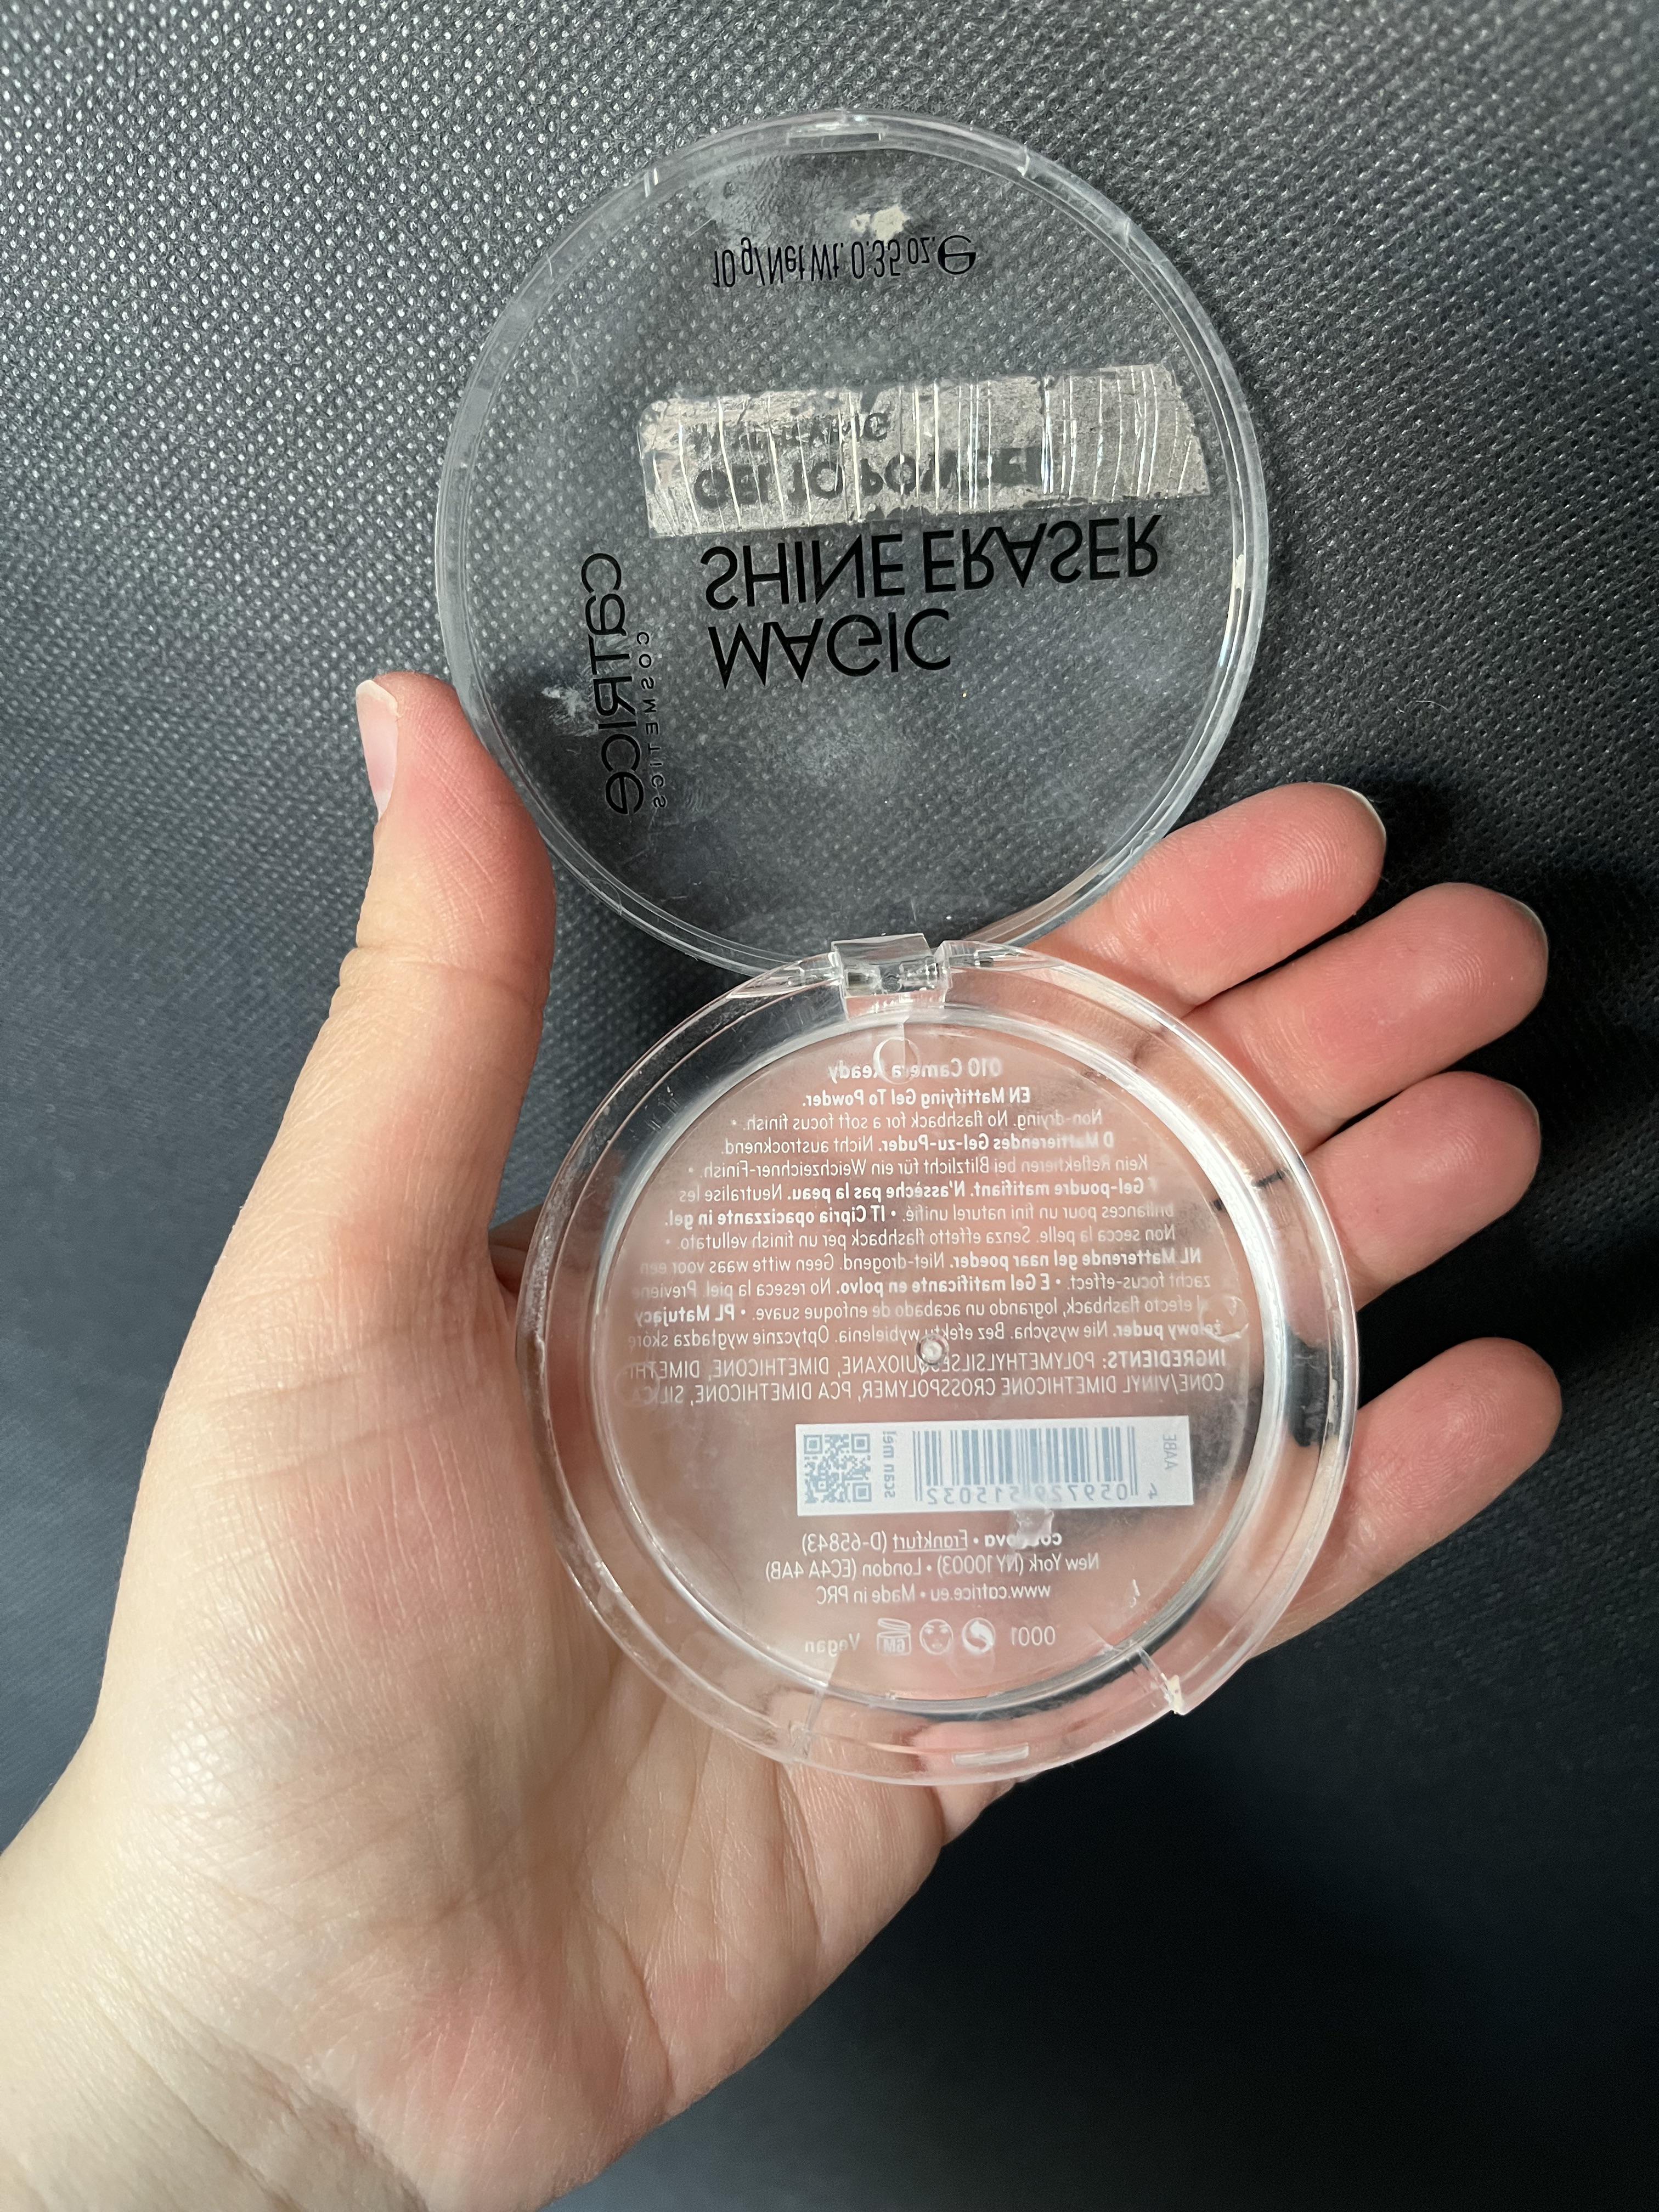 10 g/Net Wt. 0.35 oz. e
GEL TO
SHINE ERASER
MAGIC
CATRICE
COSMETICS
010 Camera Ready
EN Mattifying Gel To Powder.
Non-drying. No flashback for a soft focus finish. •
D Mattierendes Gel-zu-Puder. Nicht austrocknend.
Kein Reflektieren bei Blitzlicht für ein Weichzeichner-Finish. •
F Gel-poudre matifiant. N'assèche pas la peau. Neutralise les
brillances pour un fini naturel unifié. • IT Cipria opacizzante in gel.
Non secca la pelle. Senza effetto flashback per un finish vellutato. •
NL Matterende gel naar poeder. Niet-drogend. Geen witte waas voor een
zacht focus-effect. • E Gel matificante en polvo. No reseca la piel. Previene
el efecto flashback, logrando un acabado de enfoque suave. • PL Matujący
żelowy puder. Nie wysycha. Bez efektu wybielenia. Optycznie wygładza skórę
INGREDIENTS: POLYMETHYLSILSESQUIOXANE, DIMETHICONE, DIMETHI-
CONE/VINYL DIMETHICONE CROSSPOLYMER, PCA DIMETHICONE, SILICA
AABE
4 059729 515032
scan me!
cosnova • Frankfurt (D-65843)
New York (NY 10003) • London (EC4A 4AB)
www.catrice.eu • Made in PRC
0001 6M Vegan